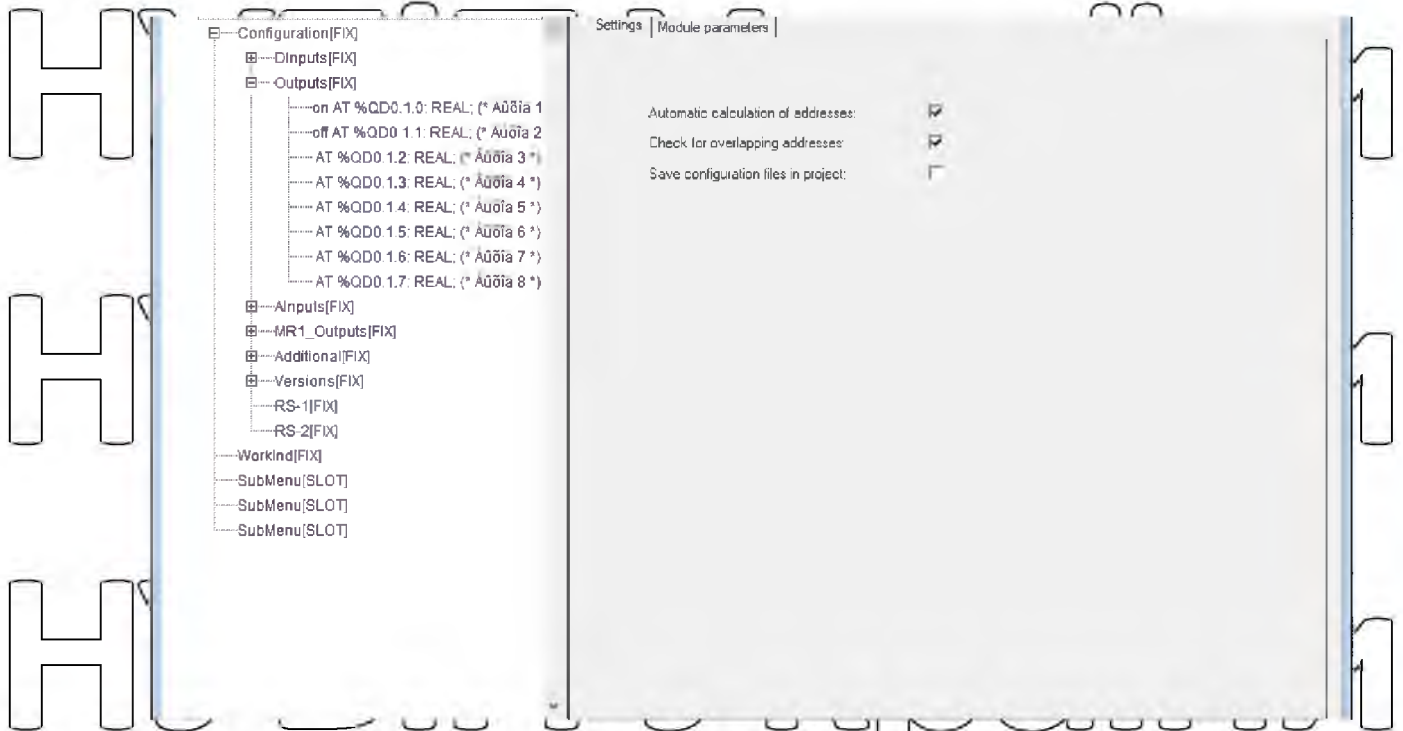 Configuration[FIX]
Settings Module parameters
DInputs[FIX]
Outputs[FIX]
on AT %QD0.1.0: REAL; (* Âûõîä 1
off AT %QD0.1.1: REAL; (* Âûõîä 2
AT %QD0.1.2: REAL; (* Âûõîä 3 *)
AT %QD0.1.3: REAL; (* Âûõîä 4 *)
AT %QD0.1.4: REAL; (* Âûõîä 5 *)
AT %QD0.1.5: REAL; (* Âûõîä 6 *)
AT %QD0.1.6: REAL; (* Âûõîä 7 *)
AT %QD0.1.7: REAL; (* Âûõîä 8 *)
AInputs[FIX]
MR1_Outputs[FIX]
Additional[FIX]
Versions[FIX]
RS-1[FIX]
RS-2[FIX]
WorkInd[FIX]
SubMenu[SLOT]
SubMenu[SLOT]
SubMenu[SLOT]
Automatic calculation of addresses:
Check for overlapping addresses:
Save configuration files in project: